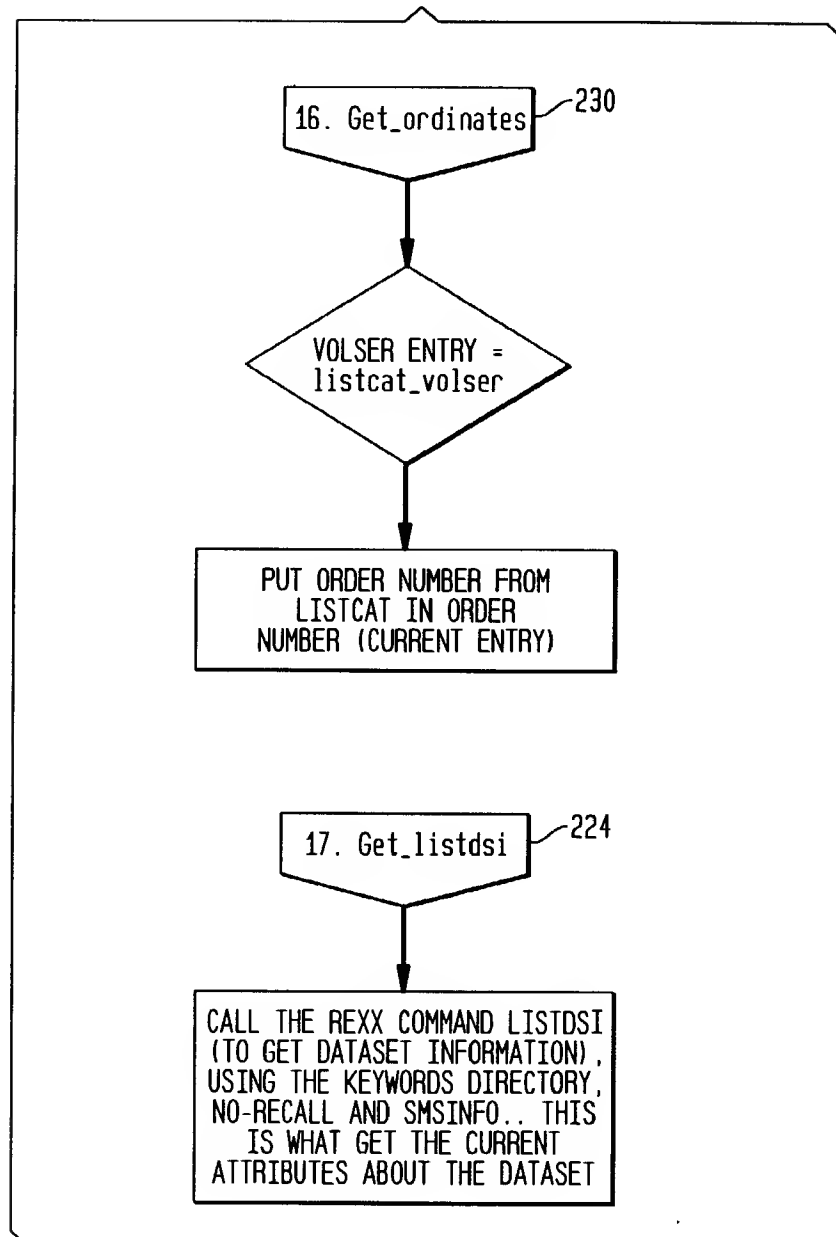 16. Get_ordinates
230
VOLSER ENTRY =
listcat_volser
PUT ORDER NUMBER FROM
LISTCAT IN ORDER
NUMBER (CURRENT ENTRY)
17. Get_listdsi
224
CALL THE REXX COMMAND LISTDSI
(TO GET DATASET INFORMATION),
USING THE KEYWORDS DIRECTORY,
NO-RECALL AND SMSINFO.. THIS
IS WHAT GET THE CURRENT
ATTRIBUTES ABOUT THE DATASET